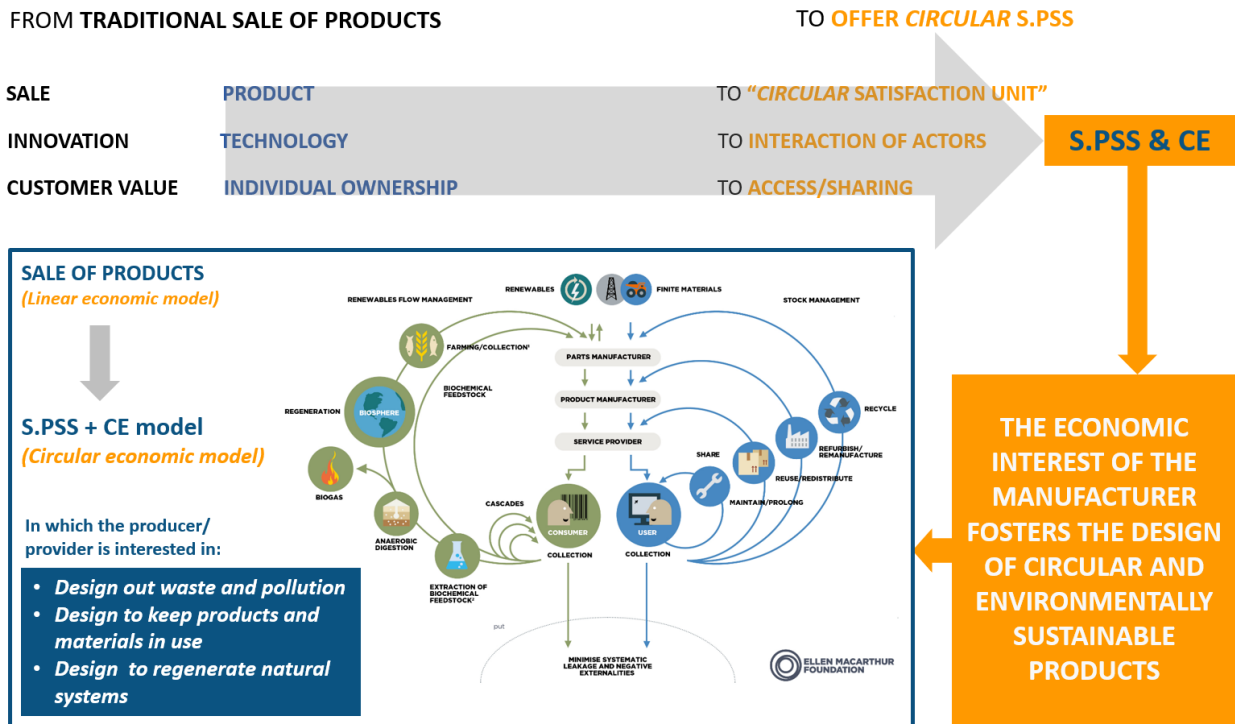 FROM TRADITIONAL SALE OF PRODUCTS
TO OFFER CIRCULAR S.PSS
SALE PRODUCT TO “CIRCULAR SATISFACTION UNIT”
INNOVATION TECHNOLOGY TO INTERACTION OF ACTORS
CUSTOMER VALUE INDIVIDUAL OWNERSHIP TO ACCESS/SHARING
S.PSS & CE
SALE OF PRODUCTS
(Linear economic model)
S.PSS + CE model
(Circular economic model)
In which the producer/
provider is interested in:
• Design out waste and pollution
• Design to keep products and
materials in use
• Design to regenerate natural
systems
RENEWABLES FLOW MANAGEMENT
RENEWABLES
FINITE MATERIALS
STOCK MANAGEMENT
FARMING/COLLECTION¹
PARTS MANUFACTURER
BIOCHEMICAL
FEEDSTOCK
REGENERATION
BIOSPHERE
PRODUCT MANUFACTURER
RECYCLE
SERVICE PROVIDER
SHARE
REFURBISH/
REMANUFACTURE
REUSE/REDISTRIBUTE
BIOGAS
CASCADES
MAINTAIN/PROLONG
CONSUMER
USER
ANAEROBIC
DIGESTION
COLLECTION
COLLECTION
EXTRACTION OF
BIOCHEMICAL
FEEDSTOCK²
put
MINIMISE SYSTEMATIC
LEAKAGE AND NEGATIVE
EXTERNALITIES
ELLEN MACARTHUR
FOUNDATION
THE ECONOMIC
INTEREST OF THE
MANUFACTURER
FOSTERS THE DESIGN
OF CIRCULAR AND
ENVIRONMENTALLY
SUSTAINABLE
PRODUCTS